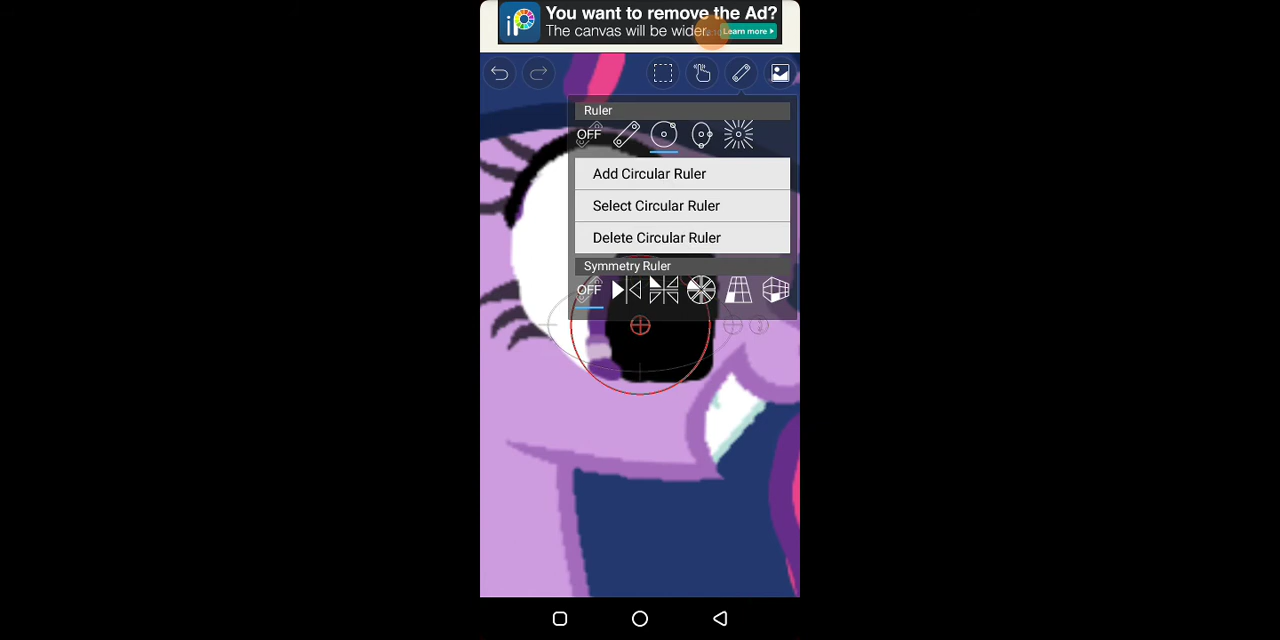 iP
You want to remove the Ad?
The canvas will be wider.
Learn more
Ruler
OFF
Add Circular Ruler
Select Circular Ruler
Delete Circular Ruler
Symmetry Ruler
OFF